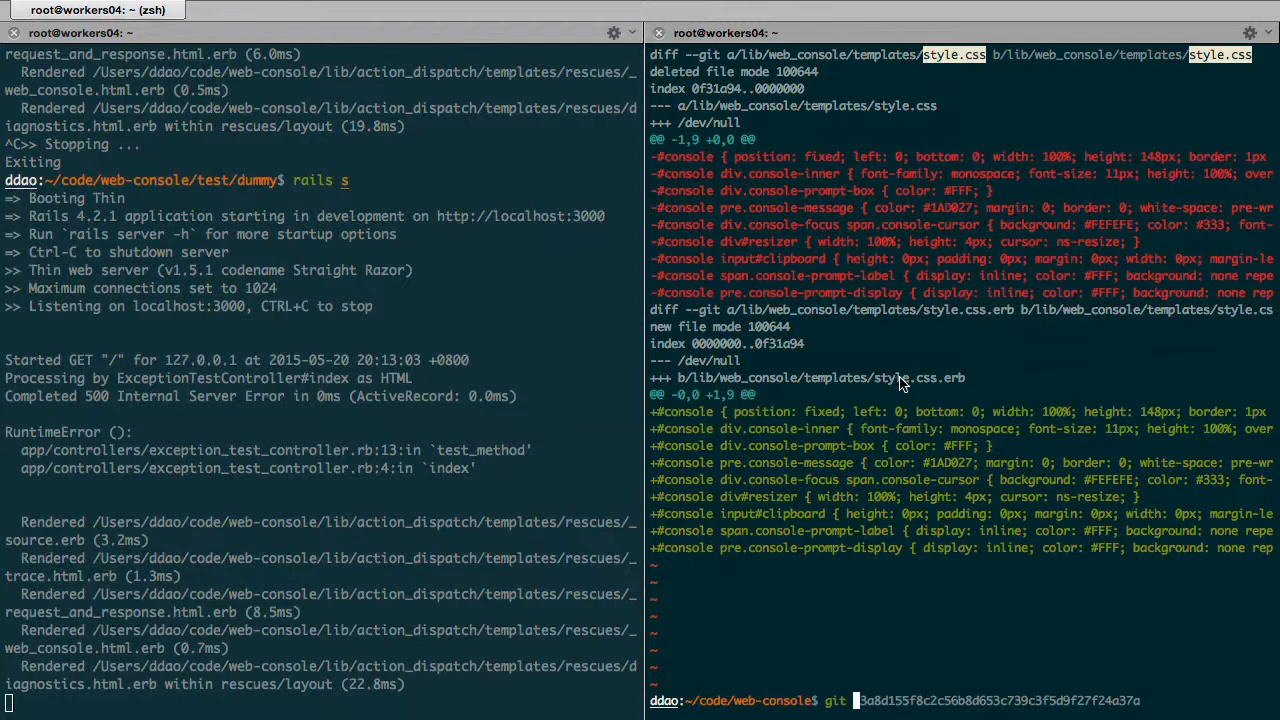 root@workers04: ~ (zsh)
root@workers04: ~
request_and_response.html.erb (6.0ms)
  Rendered /Users/ddao/code/web-console/lib/action_dispatch/templates/rescues/_
web_console.html.erb (0.5ms)
  Rendered /Users/ddao/code/web-console/lib/action_dispatch/templates/rescues/d
iagnostics.html.erb within rescues/layout (19.8ms)
^C>> Stopping ...
Exiting
ddao:~/code/web-console/test/dummy$ rails s
=> Booting Thin
=> Rails 4.2.1 application starting in development on http://localhost:3000
=> Run `rails server -h` for more startup options
=> Ctrl-C to shutdown server
>> Thin web server (v1.5.1 codename Straight Razor)
>> Maximum connections set to 1024
>> Listening on localhost:3000, CTRL+C to stop
Started GET "/" for 127.0.0.1 at 2015-05-20 20:13:03 +0800
Processing by ExceptionTestController#index as HTML
Completed 500 Internal Server Error in 0ms (ActiveRecord: 0.0ms)
RuntimeError ():
  app/controllers/exception_test_controller.rb:13:in `test_method'
  app/controllers/exception_test_controller.rb:4:in `index'
  Rendered /Users/ddao/code/web-console/lib/action_dispatch/templates/rescues/_
source.erb (3.2ms)
  Rendered /Users/ddao/code/web-console/lib/action_dispatch/templates/rescues/_
trace.html.erb (1.3ms)
  Rendered /Users/ddao/code/web-console/lib/action_dispatch/templates/rescues/_
request_and_response.html.erb (8.5ms)
  Rendered /Users/ddao/code/web-console/lib/action_dispatch/templates/rescues/_
web_console.html.erb (0.7ms)
  Rendered /Users/ddao/code/web-console/lib/action_dispatch/templates/rescues/d
iagnostics.html.erb within rescues/layout (22.8ms)
root@workers04: ~
diff --git a/lib/web_console/templates/style.css b/lib/web_console/templates/style.css
deleted file mode 100644
index 0f31a94..0000000
--- a/lib/web_console/templates/style.css
+++ /dev/null
@@ -1,9 +0,0 @@
-#console { position: fixed; left: 0; bottom: 0; width: 100%; height: 148px; border: 1px
-#console div.console-inner { font-family: monospace; font-size: 11px; height: 100%; over
-#console div.console-prompt-box { color: #FFF; }
-#console pre.console-message { color: #1AD027; margin: 0; border: 0; white-space: pre-wr
-#console div.console-focus span.console-cursor { background: #FEFEFE; color: #333; font-
-#console div#resizer { width: 100%; height: 4px; cursor: ns-resize; }
-#console input#clipboard { height: 0px; padding: 0px; margin: 0px; width: 0px; margin-le
-#console span.console-prompt-label { display: inline; color: #FFF; background: none repe
-#console pre.console-prompt-display { display: inline; color: #FFF; background: none rep
diff --git a/lib/web_console/templates/style.css.erb b/lib/web_console/templates/style.cs
new file mode 100644
index 0000000..0f31a94
--- /dev/null
+++ b/lib/web_console/templates/style.css.erb
@@ -0,0 +1,9 @@
+#console { position: fixed; left: 0; bottom: 0; width: 100%; height: 148px; border: 1px
+#console div.console-inner { font-family: monospace; font-size: 11px; height: 100%; over
+#console div.console-prompt-box { color: #FFF; }
+#console pre.console-message { color: #1AD027; margin: 0; border: 0; white-space: pre-wr
+#console div.console-focus span.console-cursor { background: #FEFEFE; color: #333; font-
+#console div#resizer { width: 100%; height: 4px; cursor: ns-resize; }
+#console input#clipboard { height: 0px; padding: 0px; margin: 0px; width: 0px; margin-le
+#console span.console-prompt-label { display: inline; color: #FFF; background: none repe
+#console pre.console-prompt-display { display: inline; color: #FFF; background: none rep
~
~
~
~
~
~
~
~
ddao:~/code/web-console$ git 3a8d155f8c2c56b8d653c739c3f5d9f27f24a37a